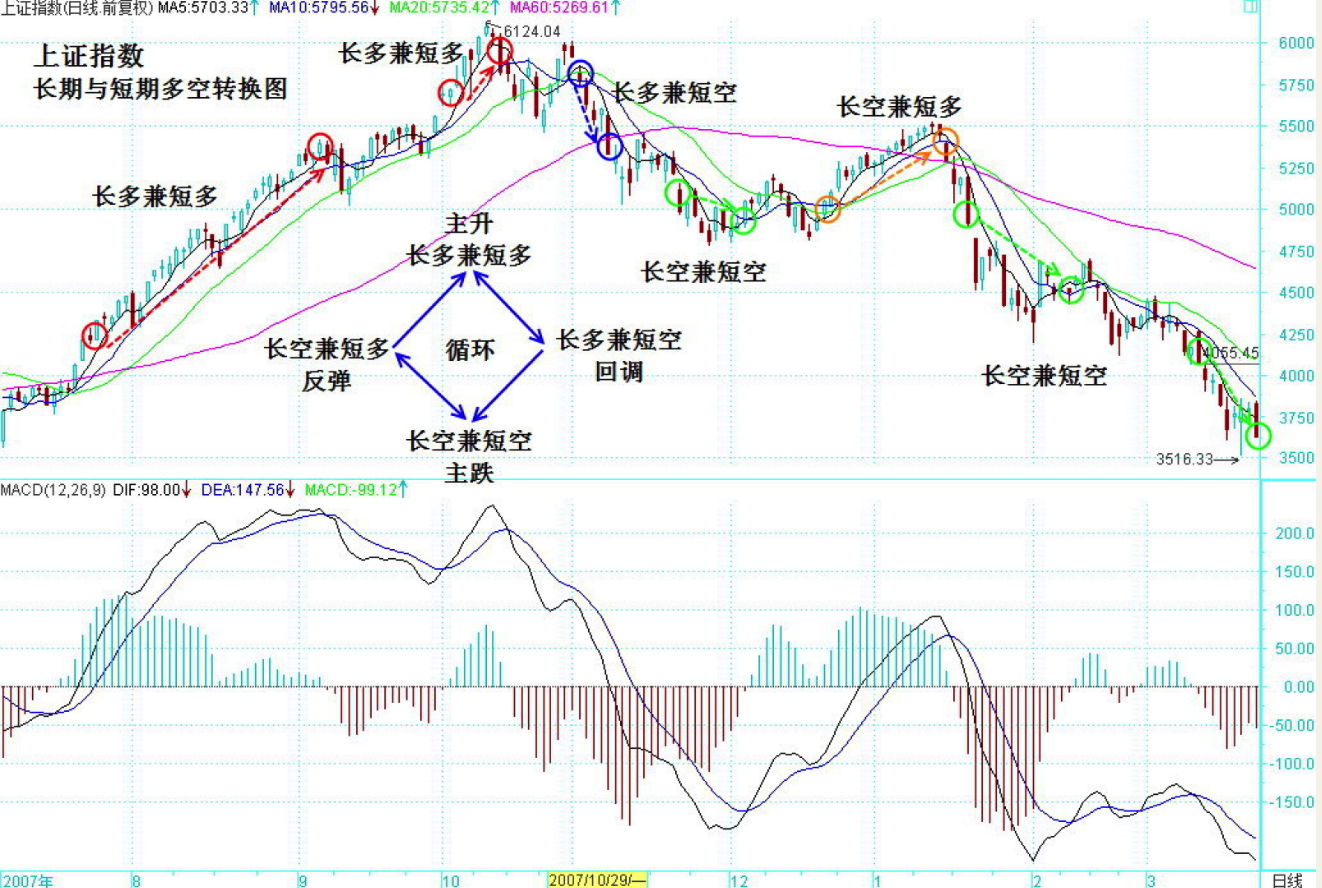 上证指数(日线.前复权) MA5:5703.33↑ MA10:5795.56↓ MA20:5735.42↑ MA60:5269.61↑
上证指数
长期与短期多空转换图
长多兼短多
6124.04
长多兼短空
长空兼短多
长多兼短多
主升
长多兼短多
长空兼短空
长空兼短多
反弹
循环
长多兼短空
回调
长空兼短空
主跌
长空兼短空
4055.45
3516.33
6000
5750
5500
5250
5000
4750
4500
4250
4000
3750
3500
MACD(12,26,9) DIF:98.00↓ DEA:147.56↓ MACD:-99.12↑
200.0
150.0
100.0
50.00
0.00
-50.00
-100.0
-150.0
2007年 8 9 10 2007/10/29/一 12 1 2 3 日线